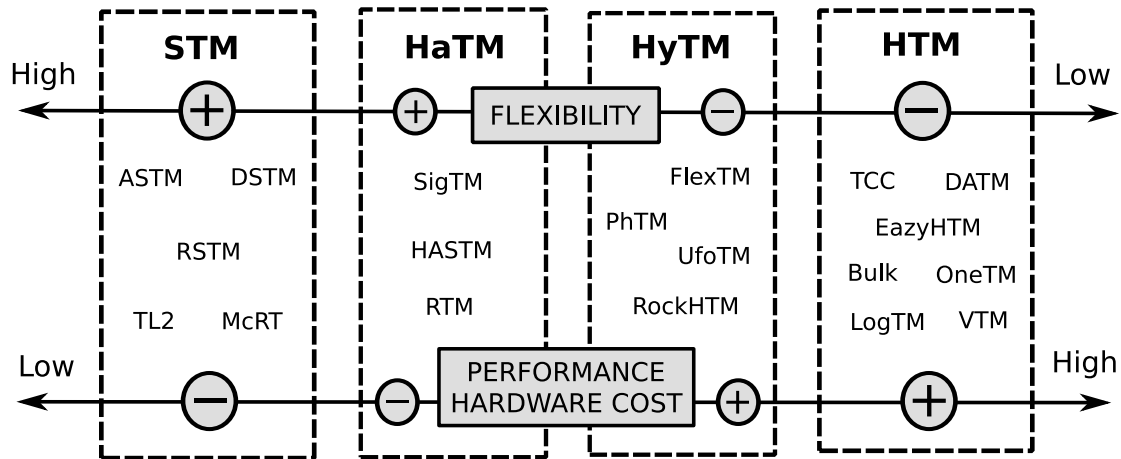 STM
HaTM
HyTM
HTM
High
Low
+
+
FLEXIBILITY
−
−
ASTM
DSTM
RSTM
TL2
McRT
SigTM
HASTM
RTM
FlexTM
PhTM
UfoTM
RockHTM
TCC
DATM
EazyHTM
Bulk
OneTM
LogTM
VTM
Low
High
−
−
PERFORMANCE
HARDWARE COST
+
+